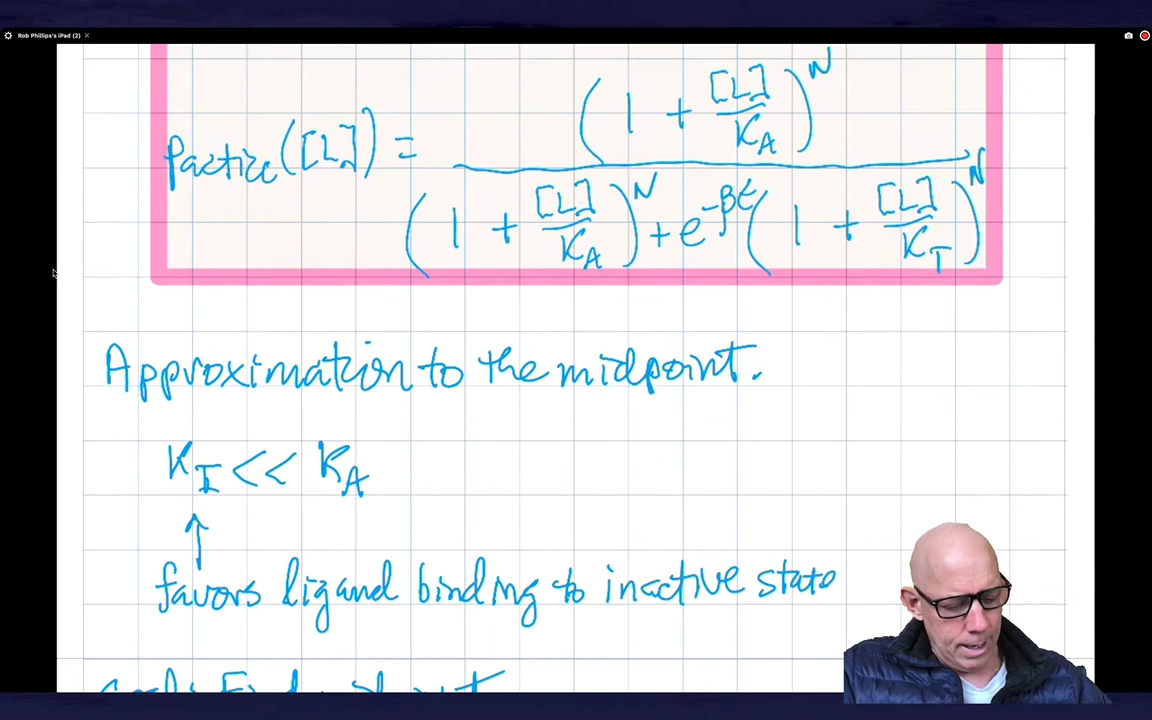 Rob Phillips's iPad (2)
Pactive([L]) = (1 + [L]/K_A)^N / ((1 + [L]/K_A)^N + e^{-βε}(1 + [L]/K_I)^N)
Approximation to the midpoint.
K_I << K_A
↑
favors ligand binding to inactive state